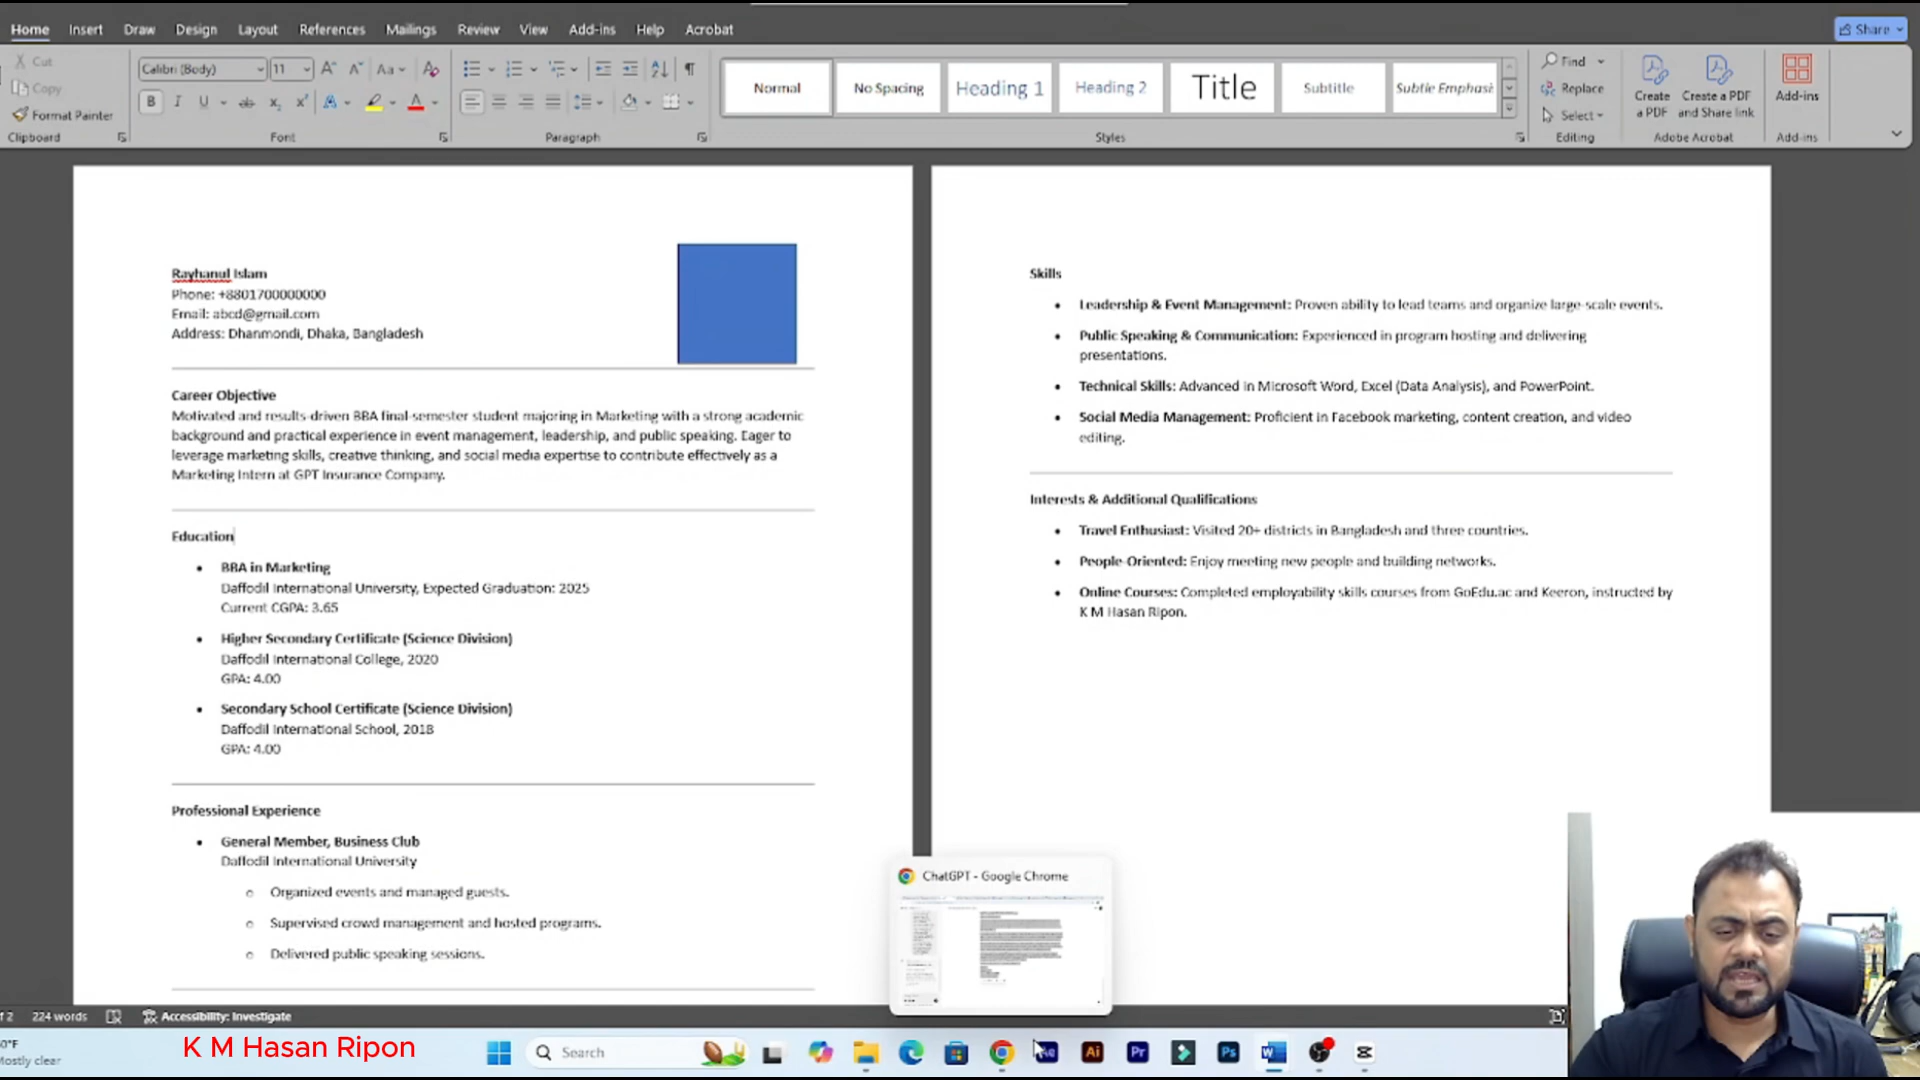 Home Insert Draw Design Layout References Mailings Review View Add-ins Help Acrobat Share
Cut
Copy
Format Painter
Clipboard
Calibri (Body) 11
Font
Paragraph
Normal
No Spacing
Heading 1
Heading 2
Title
Subtitle
Subtle Emphasi
Styles
Find
Replace
Select
Editing
Create a PDF
Create a PDF and Share link
Adobe Acrobat
Add-ins
Add-ins
Rayhanul Islam
Phone: +8801700000000
Email: abcd@gmail.com
Address: Dhanmondi, Dhaka, Bangladesh
Career Objective
Motivated and results-driven BBA final-semester student majoring in Marketing with a strong academic
background and practical experience in event management, leadership, and public speaking. Eager to
leverage marketing skills, creative thinking, and social media expertise to contribute effectively as a
Marketing Intern at GPT Insurance Company.
Education
• BBA in Marketing
Daffodil International University, Expected Graduation: 2025
Current CGPA: 3.65
• Higher Secondary Certificate (Science Division)
Daffodil International College, 2020
GPA: 4.00
• Secondary School Certificate (Science Division)
Daffodil International School, 2018
GPA: 4.00
Professional Experience
• General Member, Business Club
Daffodil International University
o Organized events and managed guests.
o Supervised crowd management and hosted programs.
o Delivered public speaking sessions.
Skills
• Leadership & Event Management: Proven ability to lead teams and organize large-scale events.
• Public Speaking & Communication: Experienced in program hosting and delivering
presentations.
• Technical Skills: Advanced in Microsoft Word, Excel (Data Analysis), and PowerPoint.
• Social Media Management: Proficient in Facebook marketing, content creation, and video
editing.
Interests & Additional Qualifications
• Travel Enthusiast: Visited 20+ districts in Bangladesh and three countries.
• People-Oriented: Enjoy meeting new people and building networks.
• Online Courses: Completed employability skills courses from GoEdu.ac and Keeron, instructed by
K M Hasan Ripon.
ChatGPT - Google Chrome
f 2 224 words Accessibility: Investigate
0°F
Mostly clear
K M Hasan Ripon
Search
Ae
Ai
Pr
Ps